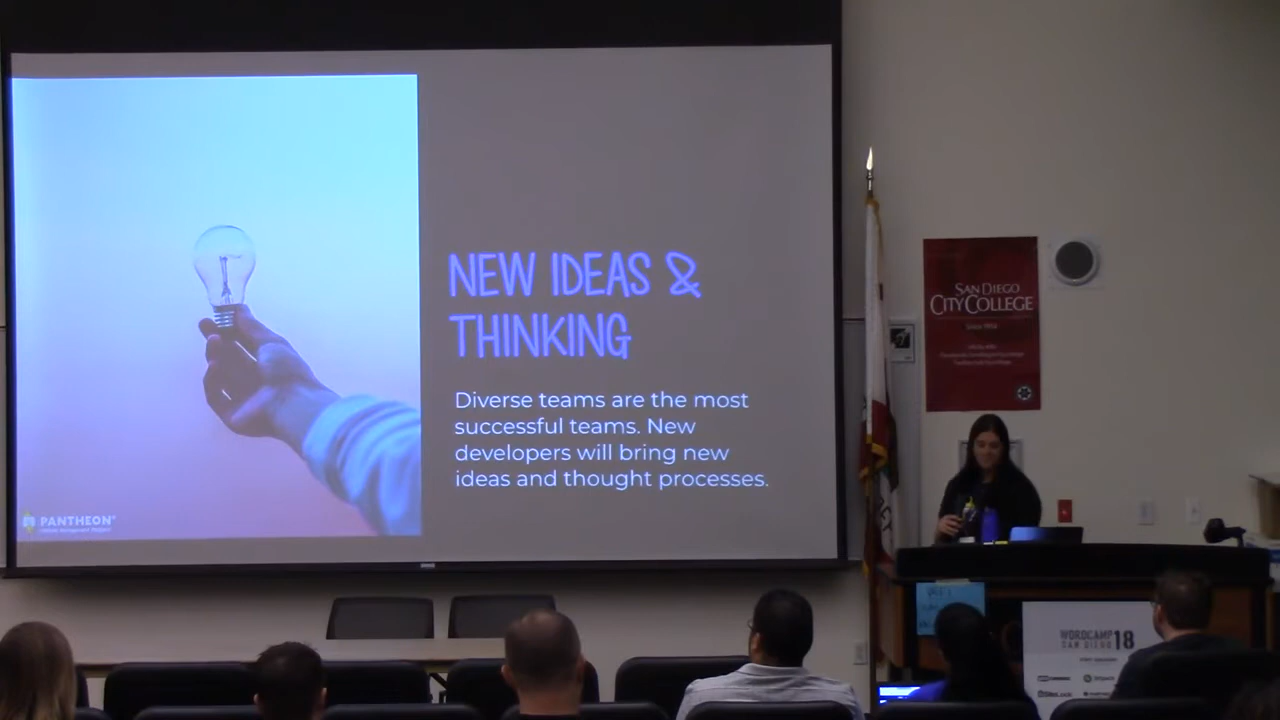 NEW IDEAS &
THINKING
Diverse teams are the most
successful teams. New
developers will bring new
ideas and thought processes.
PANTHEON
SAN DIEGO
CITY COLLEGE
WORDCAMP 18
SAN DIEGO